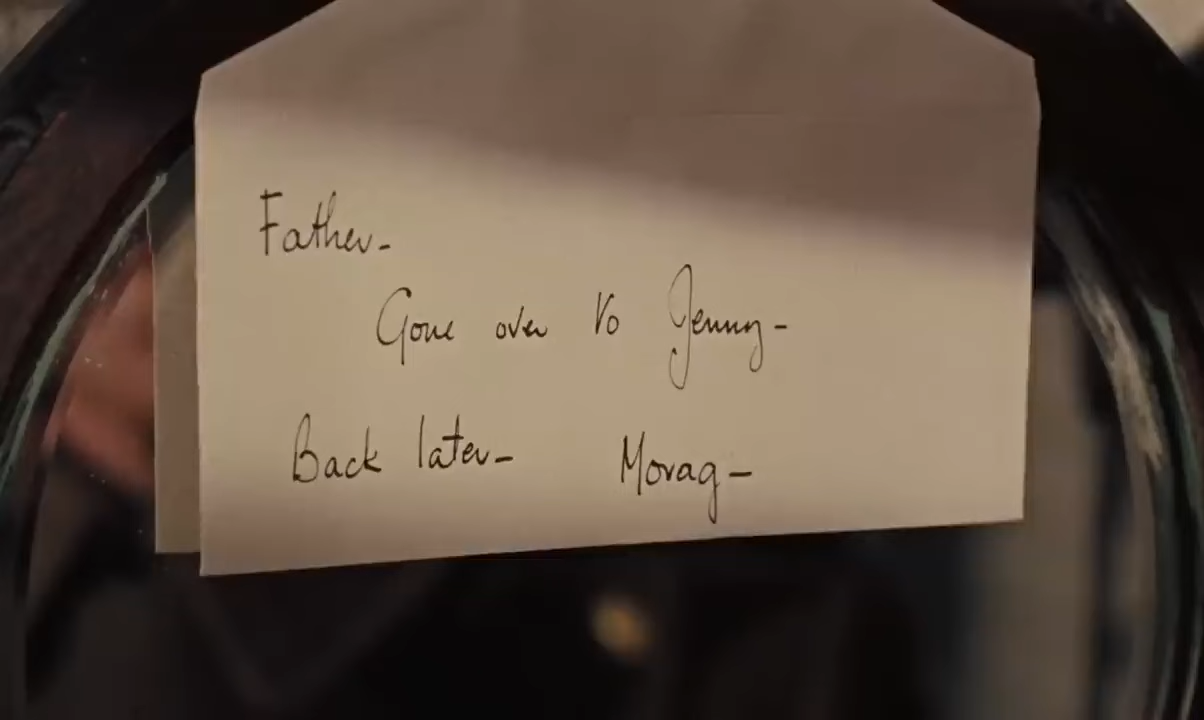 Father-
Gone over to Jenny-
Back later- Morag-